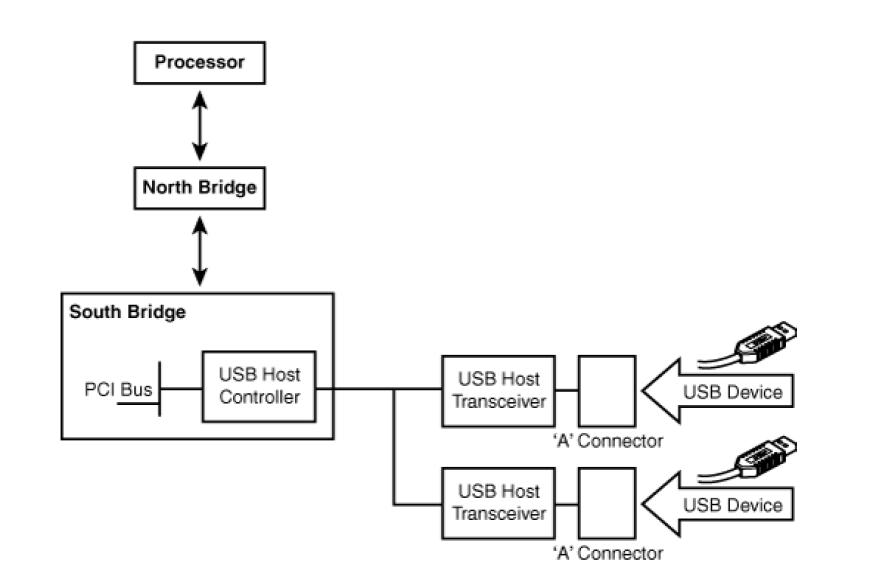 Processor
North Bridge
South Bridge
PCI Bus
USB Host
Controller
USB Host
Transceiver
'A' Connector
USB Device
USB Host
Transceiver
'A' Connector
USB Device